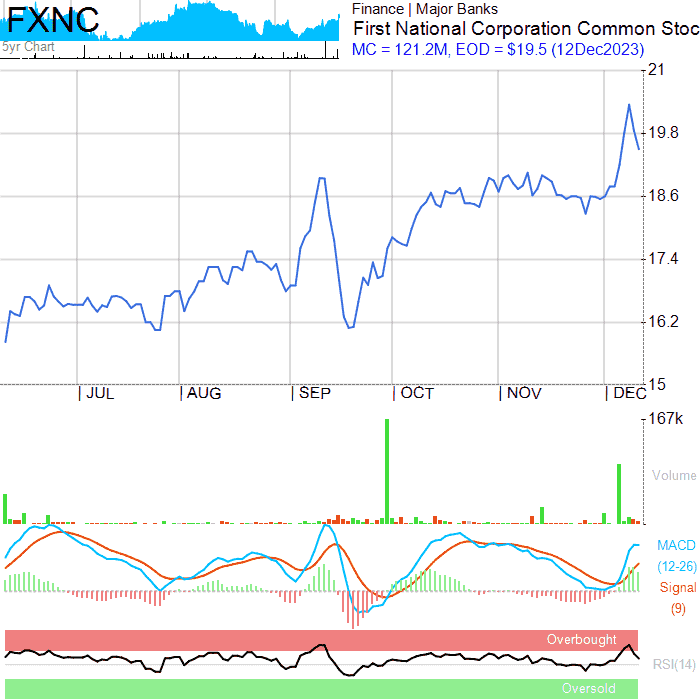 FXNC
5yr Chart
Finance | Major Banks
First National Corporation Common Stoc
MC = 121.2M, EOD = $19.5 (12Dec2023)
21
19.8
18.6
17.4
16.2
15
| JUL | AUG | SEP | OCT | NOV | DEC
167k
Volume
MACD
(12-26)
Signal
(9)
Overbought
RSI(14)
Oversold